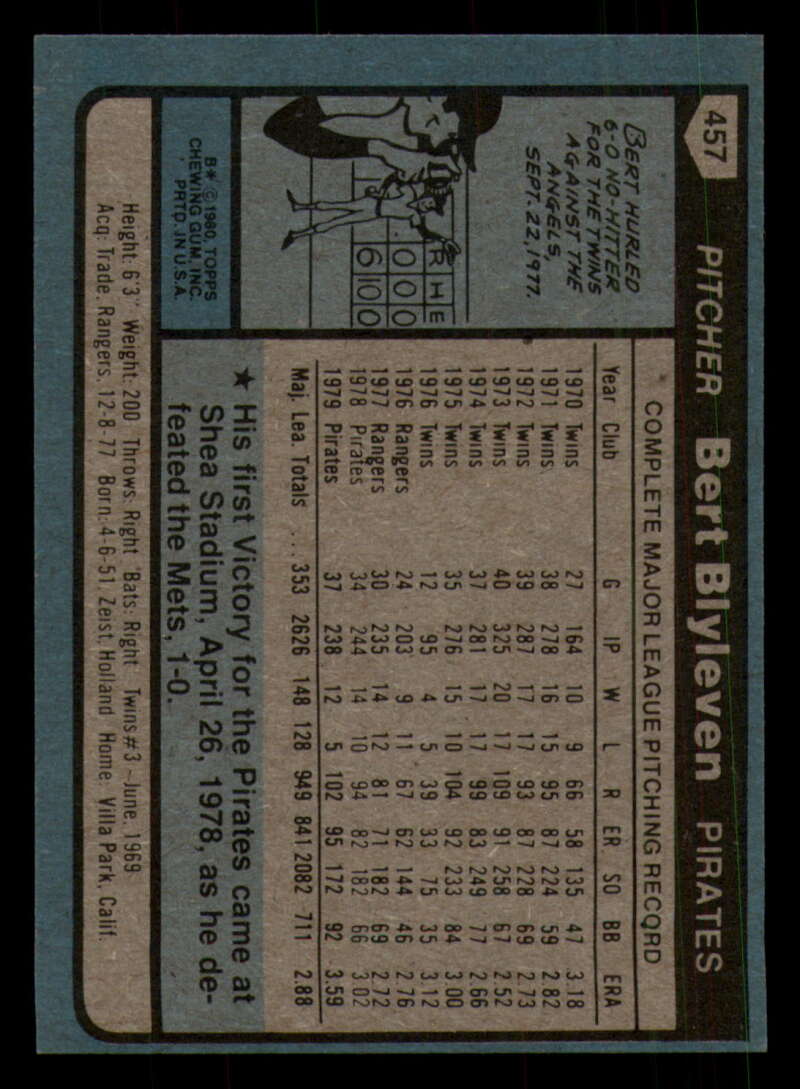 457
PITCHER Bert Blyleven PIRATES
BERT HURLED
6-0 NO-HITTER
FOR THE TWINS
AGAINST THE
ANGELS,
SEPT. 22, 1977.
R H E
0 0 0
6 10 0
B* © 1980, TOPPS
CHEWING GUM, INC.
PRTD. IN U.S.A.
COMPLETE MAJOR LEAGUE PITCHING RECORD
Year Club G IP W L R ER SO BB ERA
1970 Twins 27 164 10 9 66 58 135 47 3.18
1971 Twins 38 278 16 15 95 87 224 59 2.82
1972 Twins 39 287 17 17 93 87 228 69 2.73
1973 Twins 40 325 20 17 109 91 258 67 2.52
1974 Twins 37 281 17 17 99 83 249 77 2.66
1975 Twins 35 276 15 10 104 92 233 84 3.00
1976 Twins 12 95 4 5 39 33 75 35 3.12
1976 Rangers 24 203 9 11 67 62 144 46 2.76
1977 Rangers 30 235 14 12 81 71 182 69 2.72
1978 Pirates 34 244 14 10 94 82 182 66 3.02
1979 Pirates 37 238 12 5 102 95 172 92 3.59
Maj. Lea. Totals ... 353 2626 148 128 949 841 2082 711 2.88
★ His first Victory for the Pirates came at
Shea Stadium, April 26, 1978, as he de-
feated the Mets, 1-0.
Height: 6'3" Weight: 200 Throws: Right Bats: Right Twins #3-June, 1969
Acq: Trade, Rangers, 12-8-77 Born: 4-6-51, Zeist, Holland Home: Villa Park, Calif.